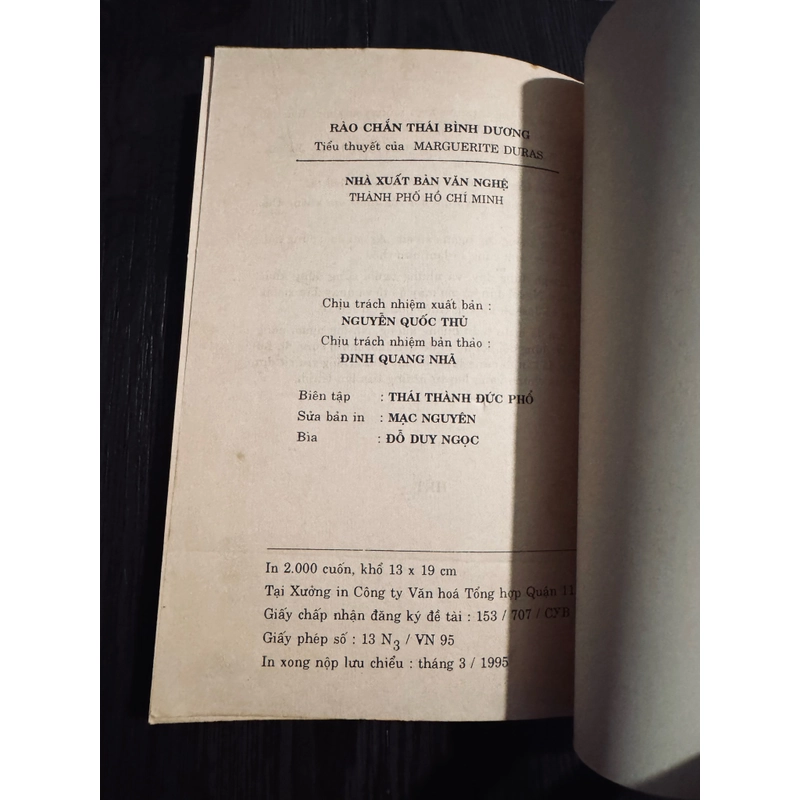 RÀO CHẮN THÁI BÌNH DƯƠNG
Tiểu thuyết của MARGUERITE DURAS
NHÀ XUẤT BẢN VĂN NGHỆ
THÀNH PHỐ HỒ CHÍ MINH
Chịu trách nhiệm xuất bản :
NGUYỄN QUỐC THỦ
Chịu trách nhiệm bản thảo :
ĐINH QUANG NHÃ
Biên tập : THÁI THÀNH ĐỨC PHỔ
Sửa bản in : MẠC NGUYÊN
Bìa : ĐỖ DUY NGỌC
In 2.000 cuốn, khổ 13 x 19 cm
Tại Xưởng in Công ty Văn hoá Tổng hợp Quận 11
Giấy chấp nhận đăng ký đề tài : 153 / 707 / CXB
Giấy phép số : 13 N3 / VN 95
In xong nộp lưu chiểu : tháng 3 / 1995